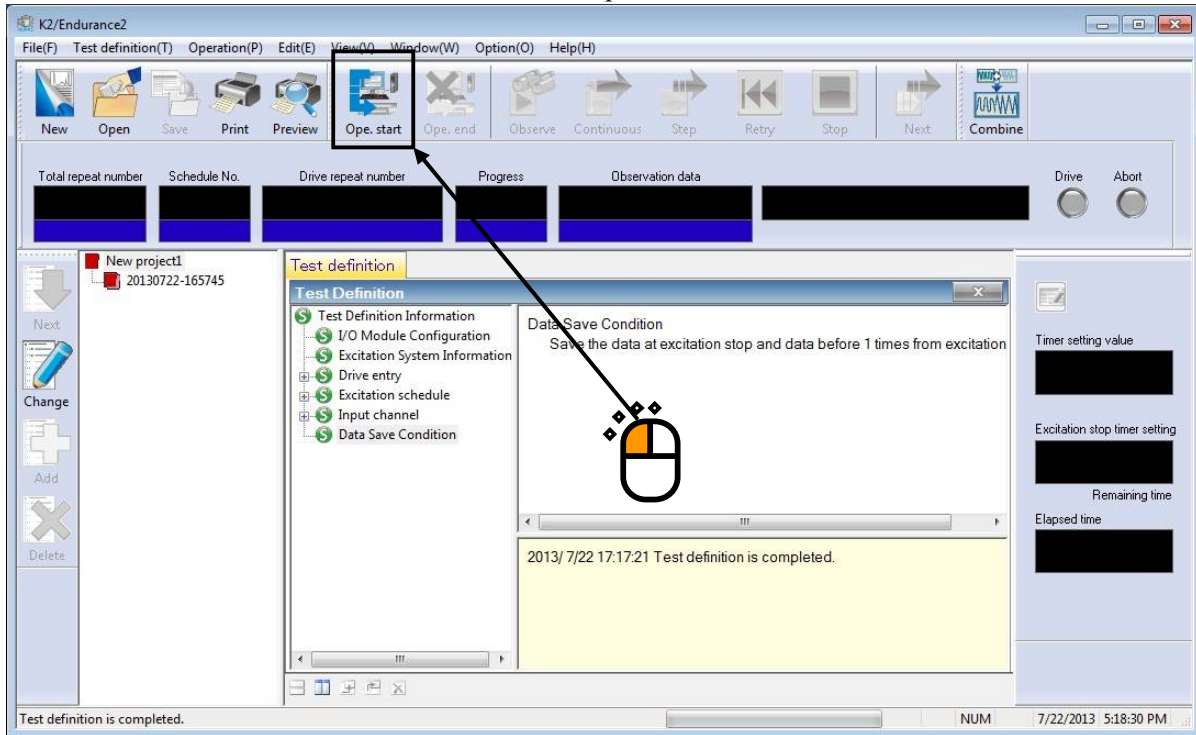 K2/Endurance2
File(F) Test definition(T) Operation(P) Edit(E) View(V) Window(W) Option(O) Help(H)
New Open Save Print Preview Ope. start Ope. end Observe Continuous Step Retry Stop Next Combine
Total repeat number Schedule No. Drive repeat number Progress Observation data Drive Abort
New project1
20130722-165745
Next
Change
Add
Delete
Test definition
Test Definition
Test Definition Information
I/O Module Configuration
Excitation System Information
Drive entry
Excitation schedule
Input channel
Data Save Condition
Data Save Condition
Save the data at excitation stop and data before 1 times from excitation
2013/ 7/22 17:17:21 Test definition is completed.
Timer setting value
Excitation stop timer setting
Remaining time
Elapsed time
Test definition is completed. NUM 7/22/2013 5:18:30 PM